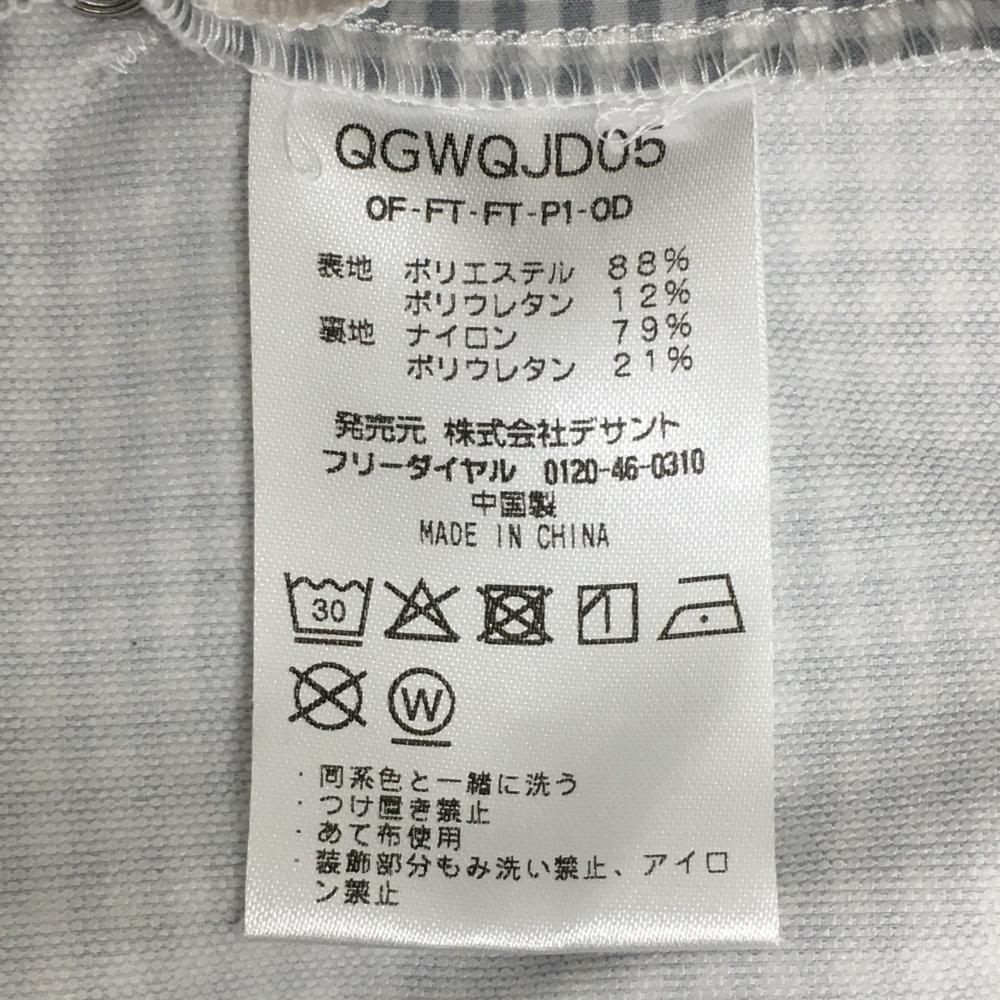 QGWQJD05
OF-FT-FT-P1-0D
表地 ポリエステル 88%
ポリウレタン 12%
裏地 ナイロン 79%
ポリウレタン 21%
発売元 株式会社デサント
フリーダイヤル 0120-46-0310
中国製
MADE IN CHINA
30
W
・同系色と一緒に洗う
・つけ置き禁止
・あて布使用
・装飾部分もみ洗い禁止、アイロ
ン禁止